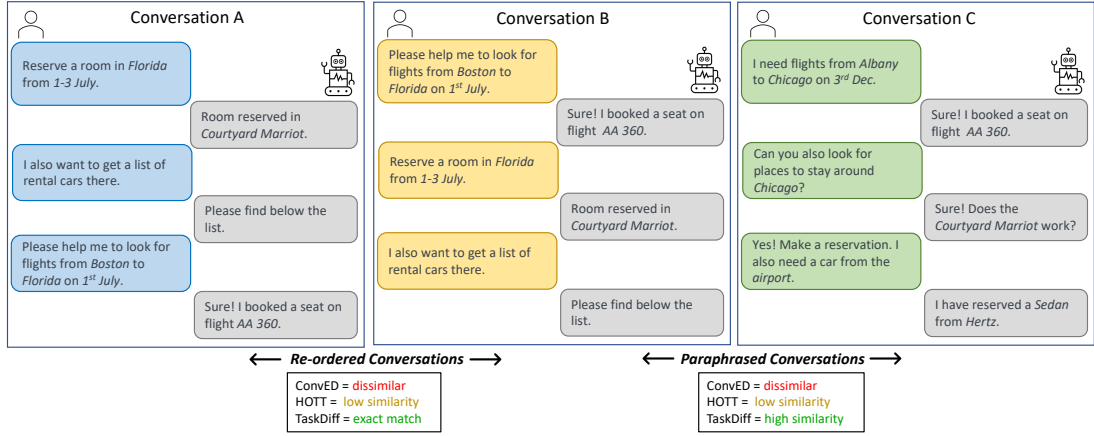 Conversation A
Reserve a room in Florida
from 1-3 July.
Room reserved in
Courtyard Marriot.
I also want to get a list of
rental cars there.
Please find below the
list.
Please help me to look for
flights from Boston to
Florida on 1st July.
Sure! I booked a seat on
flight AA 360.
Conversation B
Please help me to look for
flights from Boston to
Florida on 1st July.
Sure! I booked a seat on
flight AA 360.
Reserve a room in Florida
from 1-3 July.
Room reserved in
Courtyard Marriot.
I also want to get a list of
rental cars there.
Please find below the
list.
Conversation C
I need flights from Albany
to Chicago on 3rd Dec.
Sure! I booked a seat on
flight AA 360.
Can you also look for
places to stay around
Chicago?
Sure! Does the
Courtyard Marriot work?
Yes! Make a reservation. I
also need a car from the
airport.
I have reserved a Sedan
from Hertz.
Re-ordered Conversations
ConvED = dissimilar
HOTT = low similarity
TaskDiff = exact match
Paraphrased Conversations
ConvED = dissimilar
HOTT = low similarity
TaskDiff = high similarity